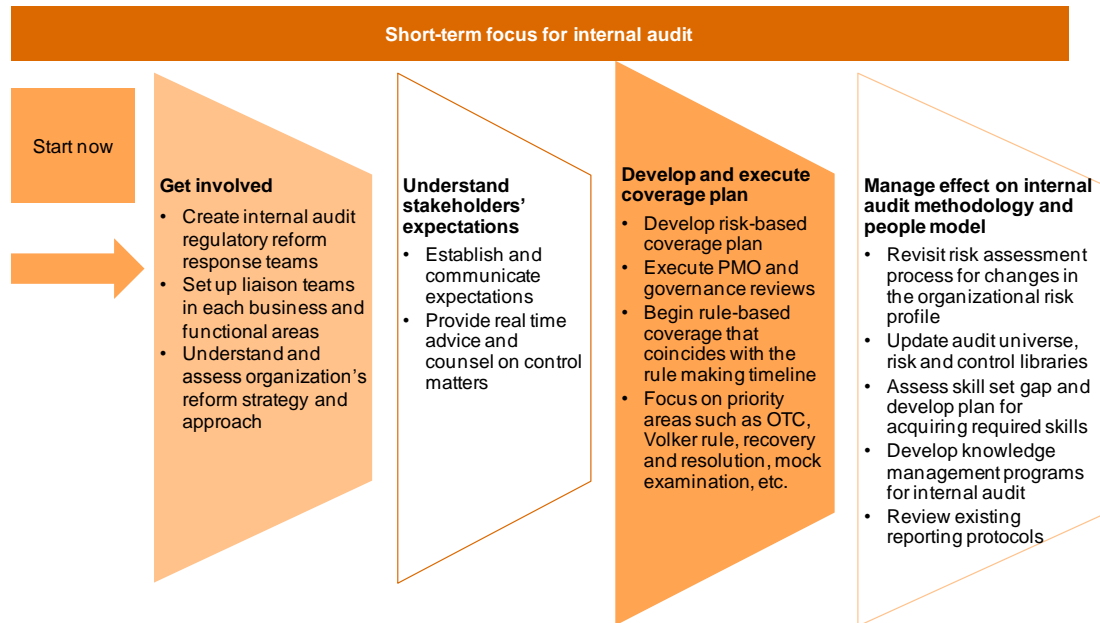 Short-term focus for internal audit
Start now
Get involved
• Create internal audit
regulatory reform
response teams
• Set up liaison teams
in each business and
functional areas
• Understand and
assess organization's
reform strategy and
approach
Understand
stakeholders'
expectations
• Establish and
communicate
expectations
• Provide real time
advice and
counsel on control
matters
Develop and execute
coverage plan
• Develop risk-based
coverage plan
• Execute PMO and
governance reviews
• Begin rule-based
coverage that
coincides with the
rule making timeline
• Focus on priority
areas such as OTC,
Volker rule, recovery
and resolution, mock
examination, etc.
Manage effect on internal
audit methodology and
people model
• Revisit risk assessment
process for changes in
the organizational risk
profile
• Update audit universe,
risk and control libraries
• Assess skill set gap and
develop plan for
acquiring required skills
• Develop knowledge
management programs
for internal audit
• Review existing
reporting protocols